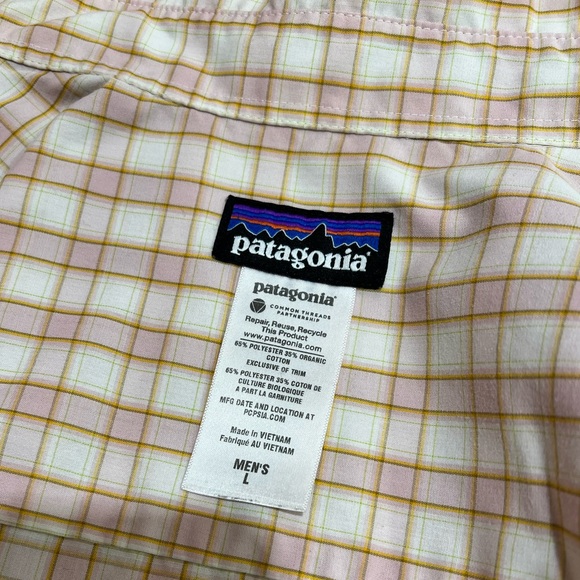 patagonia
patagonia
COMMON THREADS
PARTNERSHIP
Repair, Reuse, Recycle
This Product
www.patagonia.com
65% POLYESTER 35% ORGANIC
COTTON
EXCLUSIVE OF TRIM
65% POLYESTER 35% COTON DE
CULTURE BIOLOGIQUE
A PART LA GARNITURE
MFG DATE AND LOCATION AT
PCPSIA.COM
Made in VIETNAM
Fabriqué AU VIETNAM
MEN'S
L